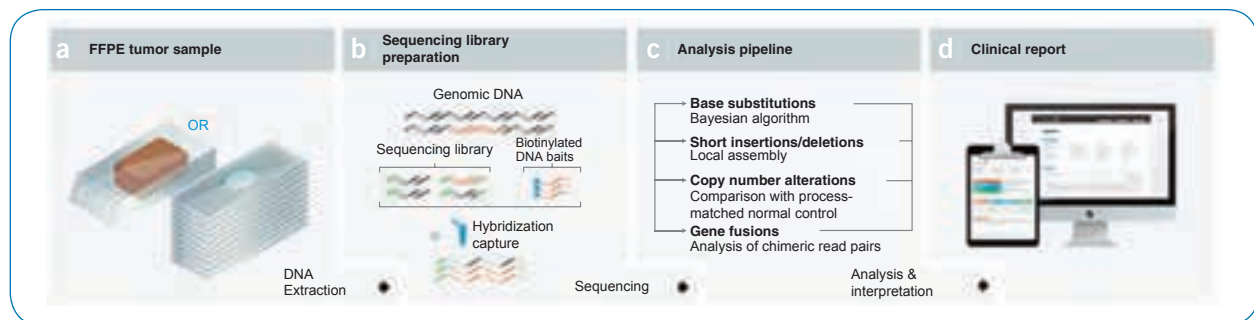 a FFPE tumor sample
OR
DNA
Extraction
b Sequencing library
preparation
Genomic DNA
Sequencing library
Biotinylated
DNA baits
Hybridization
capture
Sequencing
c Analysis pipeline
Base substitutions
Bayesian algorithm
Short insertions/deletions
Local assembly
Copy number alterations
Comparison with process-
matched normal control
Gene fusions
Analysis of chimeric read pairs
Analysis &
interpretation
d Clinical report